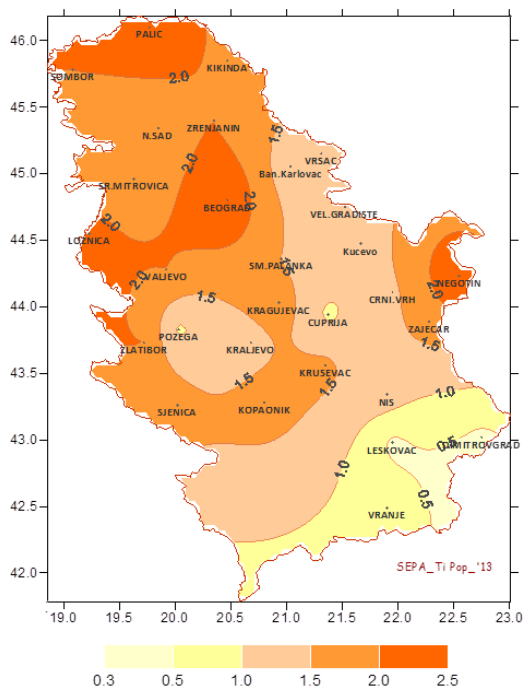 46.0
PALIC
KIKINDA
SOMBOR
2.0
45.5
1.5
ZRENJANIN
N.SAD
2.0
VRSAC
45.0
Ban.Karlovac
SR.MITROVICA
2.0
BEOGRAD
VEL.GRADISTE
2.0
44.5
LOZNICA
Kucevo
1.5
SM.PALANKA
VALJEVO
2.0
2.0
NEGOTIN
1.5
CRNI.VRH
44.0
KRAGUJEVAC
CUPRIJA
ZAJECAR
POZEGA
1.5
ZLATIBOR
KRALJEVO
43.5
KRUSEVAC
1.5
1.5
1.0
NIS
SJENICA
KOPAONIK
43.0
0.5
DIMITROVGRAD
LESKOVAC
1.0
42.5
0.5
VRANJE
42.0
SEPA_Ti Pop_'13
19.0 19.5 20.0 20.5 21.0 21.5 22.0 22.5 23.0
0.3 0.5 1.0 1.5 2.0 2.5